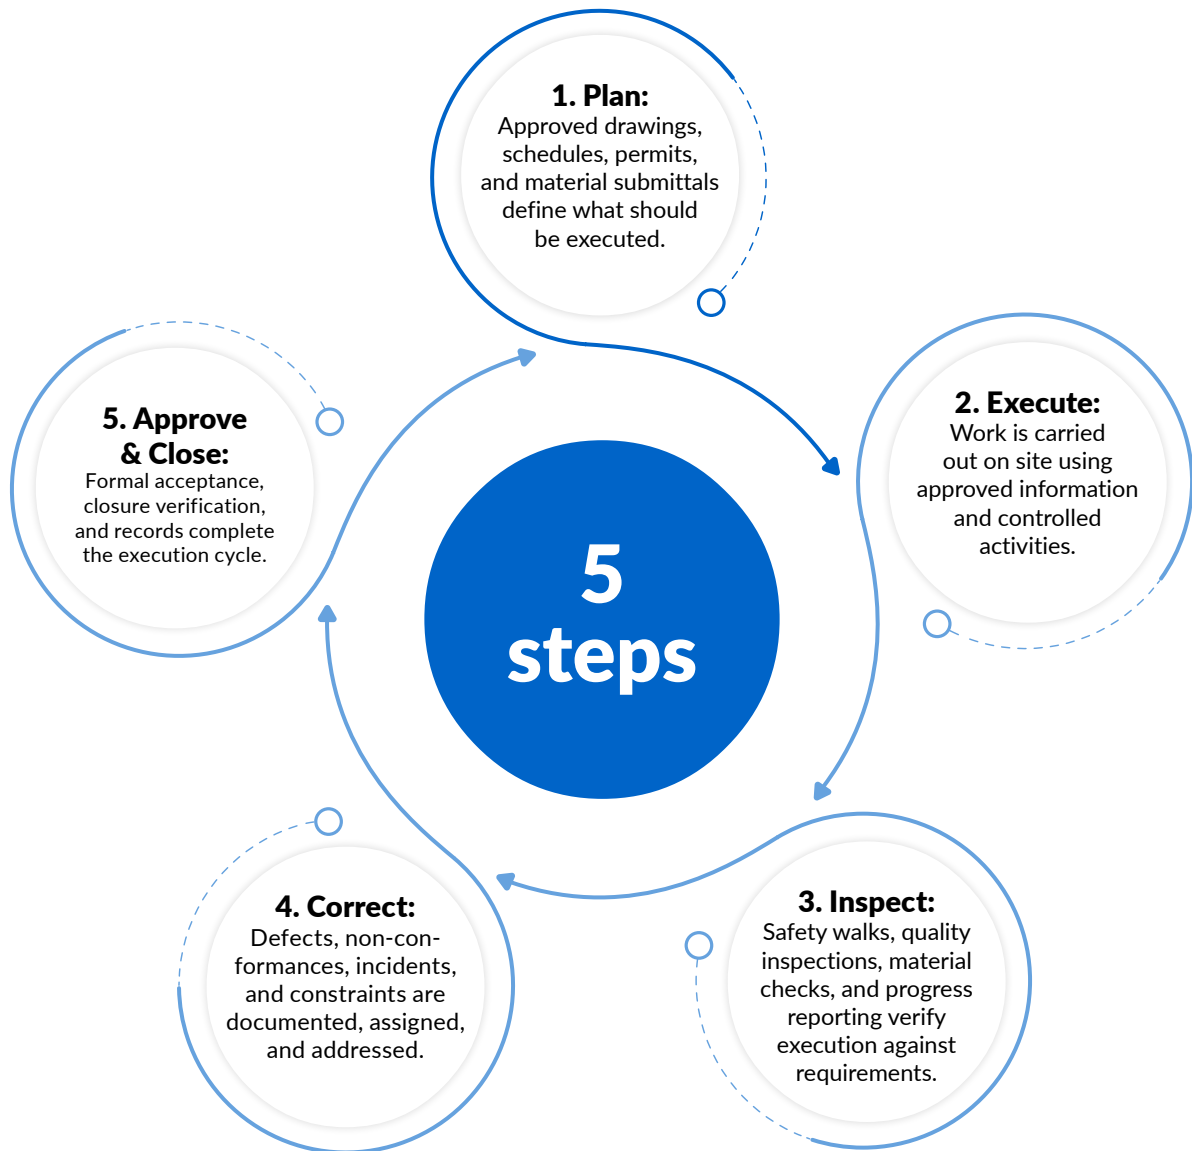 1. Plan:
Approved drawings,
schedules, permits,
and material submittals
define what should
be executed.
2. Execute:
Work is carried
out on site using
approved information
and controlled
activities.
3. Inspect:
Safety walks, quality
inspections, material
checks, and progress
reporting verify
execution against
requirements.
4. Correct:
Defects, non-con-
formances, incidents,
and constraints are
documented, assigned,
and addressed.
5. Approve
& Close:
Formal acceptance,
closure verification,
and records complete
the execution cycle.
5
steps